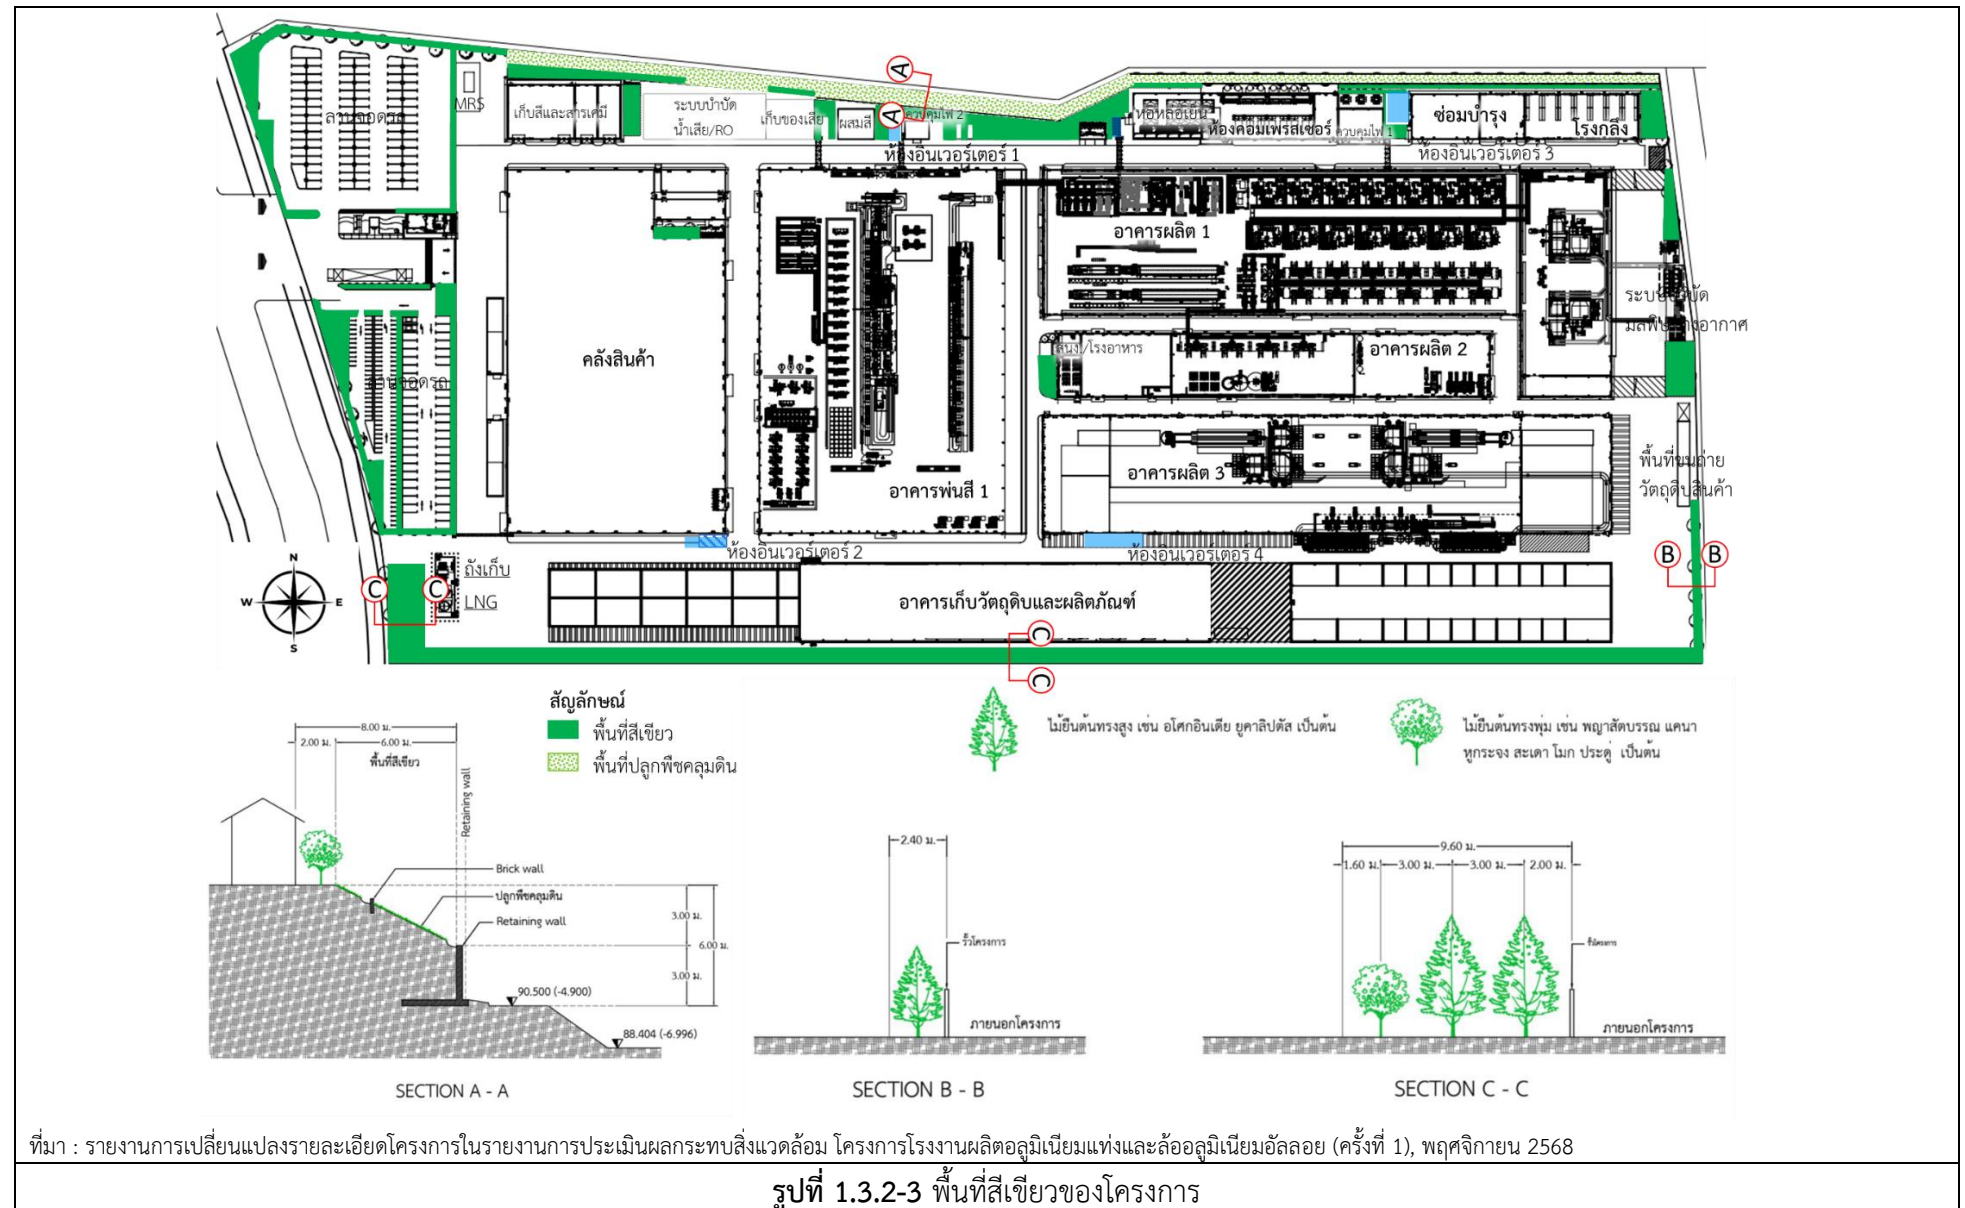 A
A
MRS
ลานจอดรถ
เก็บสีและสารเคมี
ระบบบำบัด
น้ำเสีย/RO
เก็บของเสีย
ผสมสี
ควบคุมไฟ 2
ห้องอินเวอร์เตอร์ 1
หอหล่อเย็น
ห้องคอมเพรสเซอร์
ควบคุมไฟ 1
ซ่อมบำรุง
โรงกลึง
ห้องอินเวอร์เตอร์ 3
อาคารผลิต 1
ระบบบำบัด
มลพิษทางอากาศ
คลังสินค้า
/โรงอาหาร
อาคารผลิต 2
ลานจอดรถ
อาคารพ่นสี 1
อาคารผลิต 3
พื้นที่ขนถ่าย
วัตถุดิบสินค้า
ห้องอินเวอร์เตอร์ 2
ห้องอินเวอร์เตอร์ 4
B
B
N
W
E
S
C
C
ถังเก็บ
LNG
อาคารเก็บวัตถุดิบและผลิตภัณฑ์
C
C
สัญลักษณ์
พื้นที่สีเขียว
พื้นที่ปลูกพืชคลุมดิน
ไม้ยืนต้นทรงสูง เช่น อโศกอินเดีย ยูคาลิปตัส เป็นต้น
ไม้ยืนต้นทรงพุ่ม เช่น พญาสัตบรรณ แคนา
หูกระจง สะเดา โมก ประดู่ เป็นต้น
8.00 ม.
2.00 ม.
6.00 ม.
พื้นที่สีเขียว
Retaining wall
Brick wall
ปลูกพืชคลุมดิน
Retaining wall
3.00 ม.
6.00 ม.
3.00 ม.
90.500 (-4.900)
88.404 (-6.996)
SECTION A - A
2.40 ม.
รั้วโครงการ
ภายนอกโครงการ
SECTION B - B
9.60 ม.
1.60 ม.
3.00 ม.
3.00 ม.
2.00 ม.
รั้วโครงการ
ภายนอกโครงการ
SECTION C - C
ที่มา : รายงานการเปลี่ยนแปลงรายละเอียดโครงการในรายงานการประเมินผลกระทบสิ่งแวดล้อม โครงการโรงงานผลิตอลูมิเนียมแท่งและล้ออลูมิเนียมอัลลอย (ครั้งที่ 1), พฤศจิกายน 2568
รูปที่ 1.3.2-3 พื้นที่สีเขียวของโครงการ